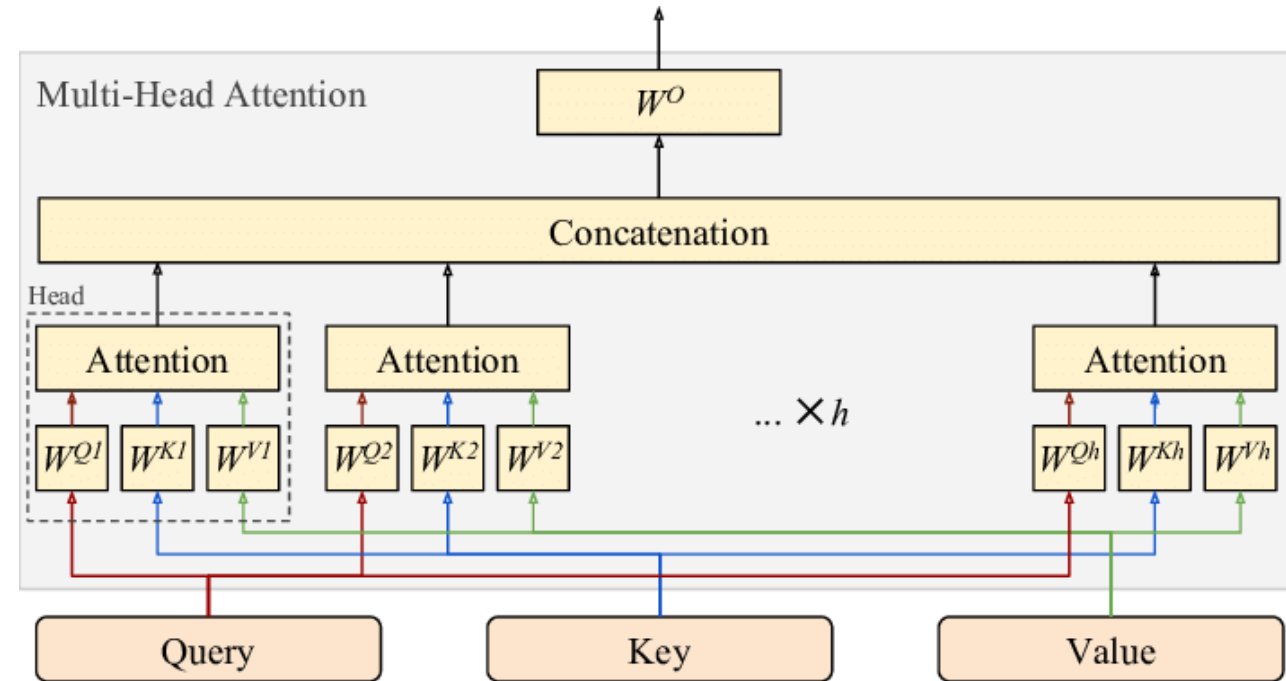 Multi-Head Attention
W^O
Concatenation
Head
Attention Attention Attention
... × h
W^Q1 W^K1 W^V1 W^Q2 W^K2 W^V2 W^Qh W^Kh W^Vh
Query Key Value